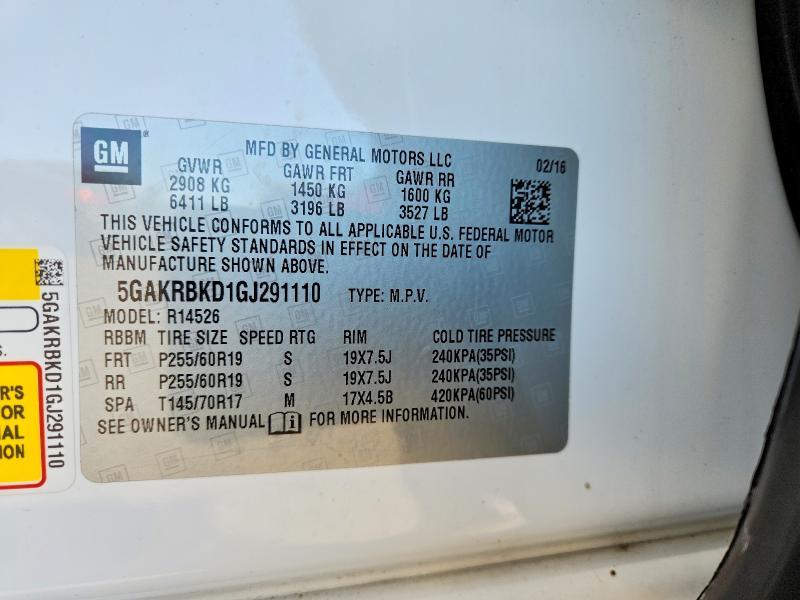 GM
MFD BY GENERAL MOTORS LLC
02/16
GVWR GAWR FRT GAWR RR
2908 KG 1450 KG 1600 KG
6411 LB 3196 LB 3527 LB
THIS VEHICLE CONFORMS TO ALL APPLICABLE U.S. FEDERAL MOTOR
VEHICLE SAFETY STANDARDS IN EFFECT ON THE DATE OF
MANUFACTURE SHOWN ABOVE.
5GAKRBKD1GJ291110 TYPE: M.P.V.
MODEL: R14526
RBBM TIRE SIZE SPEED RTG RIM COLD TIRE PRESSURE
FRT P255/60R19 S 19X7.5J 240KPA(35PSI)
RR P255/60R19 S 19X7.5J 240KPA(35PSI)
SPA T145/70R17 M 17X4.5B 420KPA(60PSI)
SEE OWNER'S MANUAL FOR MORE INFORMATION.
5GAKRBKD1GJ291110